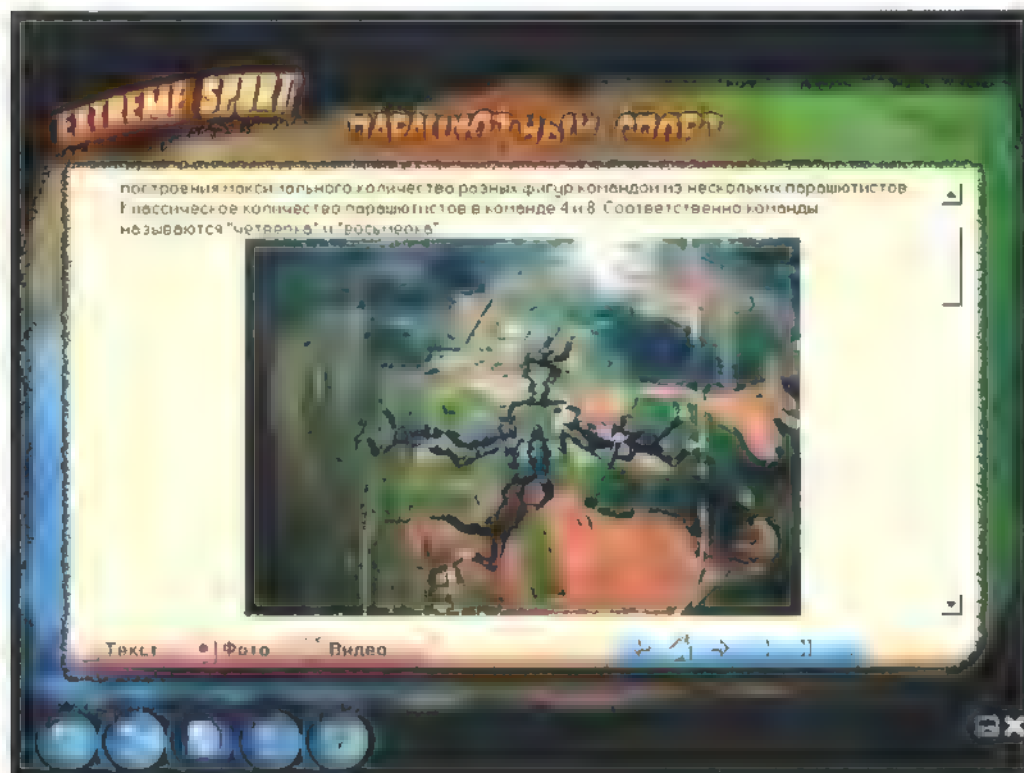 EXTREME SPIRIT
ПАРАШЮТНЫЙ СПОРТ
построения максимального количества разных фигур командой из нескольких парашютистов
Классическое количество парашютистов в команде 4 и 8. Соответственно команды
называются "четверка" и "восьмерка"
Текст Фото Видео